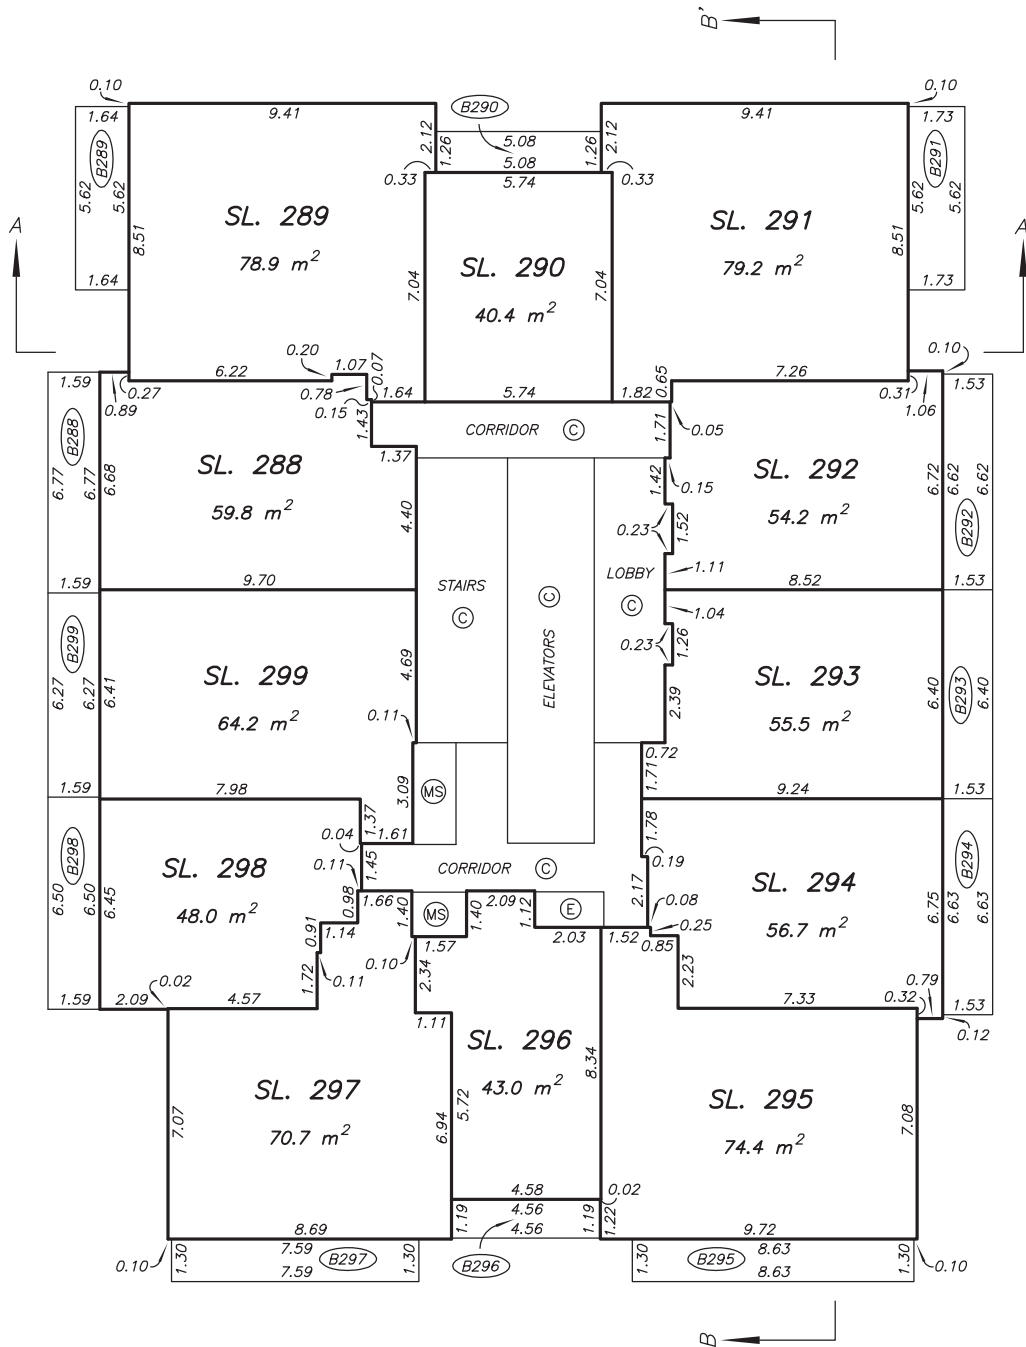 B'
0.10
9.41
B290
9.41
0.10
1.64
2.12
1.26
5.08
1.26
2.12
1.73
B289
5.08
B291
0.33
5.74
0.33
5.62
5.62
5.62
5.62
SL. 289
SL. 291
A
8.51
78.9 m²
SL. 290
79.2 m²
8.51
A
1.64
7.04
40.4 m²
7.04
1.73
0.20
1.07
0.07
0.10
1.59
6.22
0.78
1.64
5.74
1.82
0.65
7.26
1.53
0.27
0.15
0.31
0.89
1.43
CORRIDOR
C
1.71
0.05
1.06
B288
1.37
SL. 288
SL. 292
6.77
6.77
6.68
1.42
0.15
6.72
6.62
6.62
59.8 m²
4.40
54.2 m²
B292
0.23
1.52
1.59
9.70
STAIRS
C
LOBBY
C
1.11
8.52
1.53
C
ELEVATORS
1.04
B299
0.23
1.26
SL. 299
4.69
SL. 293
B293
6.27
6.27
6.41
64.2 m²
0.11
2.39
55.5 m²
6.40
6.40
0.72
1.59
7.98
3.09
MS
1.71
9.24
1.53
0.04
1.37
1.61
1.78
B298
0.11
1.45
CORRIDOR
C
0.19
B294
SL. 298
SL. 294
6.50
6.50
6.45
48.0 m²
0.98
1.66
1.40
MS
1.40
2.09
1.12
E
2.17
0.08
56.7 m²
6.75
6.63
6.63
0.91
1.14
1.57
2.03
1.52
0.25
0.85
0.10
0.02
1.72
0.11
2.34
2.23
0.79
1.59
2.09
4.57
7.33
0.32
1.53
1.11
0.12
SL. 296
SL. 297
43.0 m²
8.34
SL. 295
7.07
70.7 m²
6.94
5.72
74.4 m²
7.08
4.58
0.02
1.19
4.56
1.19
1.22
8.69
4.56
9.72
0.10
1.30
7.59
B297
1.30
B296
1.30
B295
8.63
1.30
0.10
7.59
8.63
B